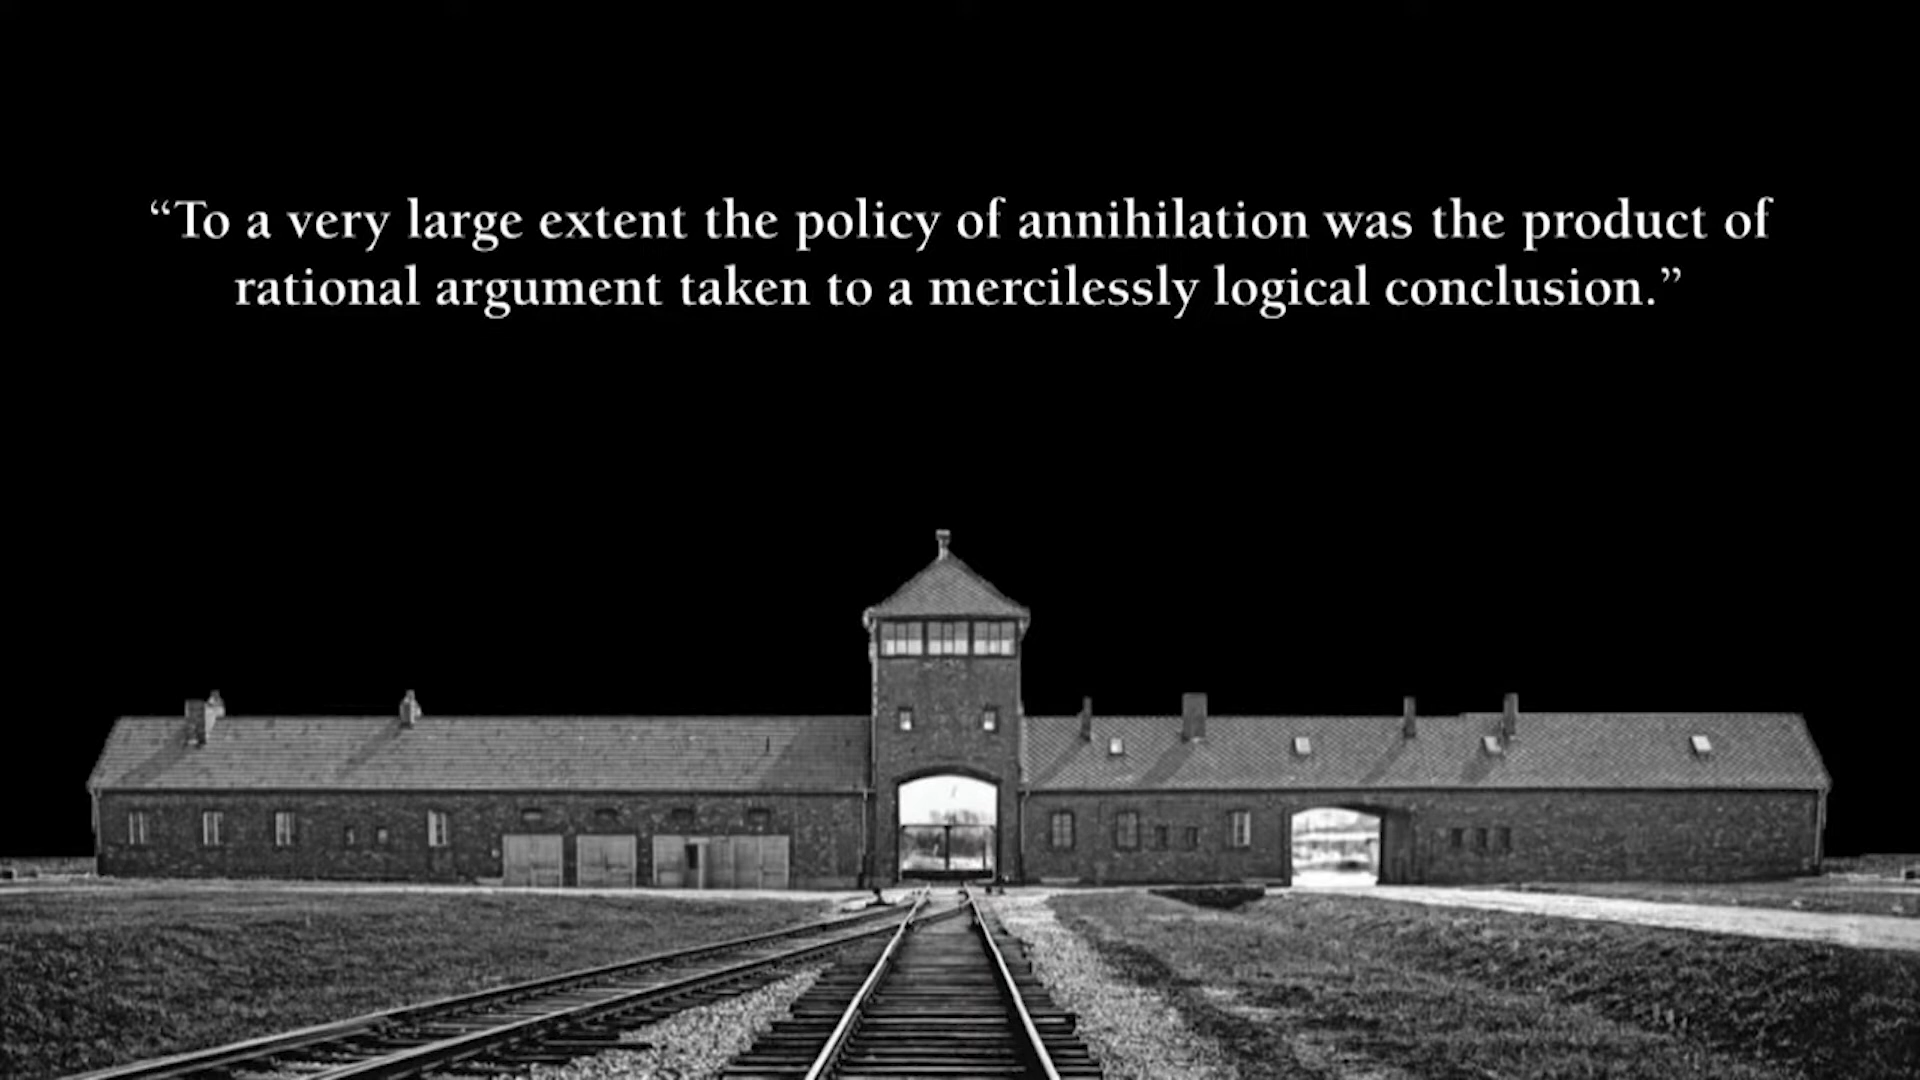 “To a very large extent the policy of annihilation was the product of
rational argument taken to a mercilessly logical conclusion.”